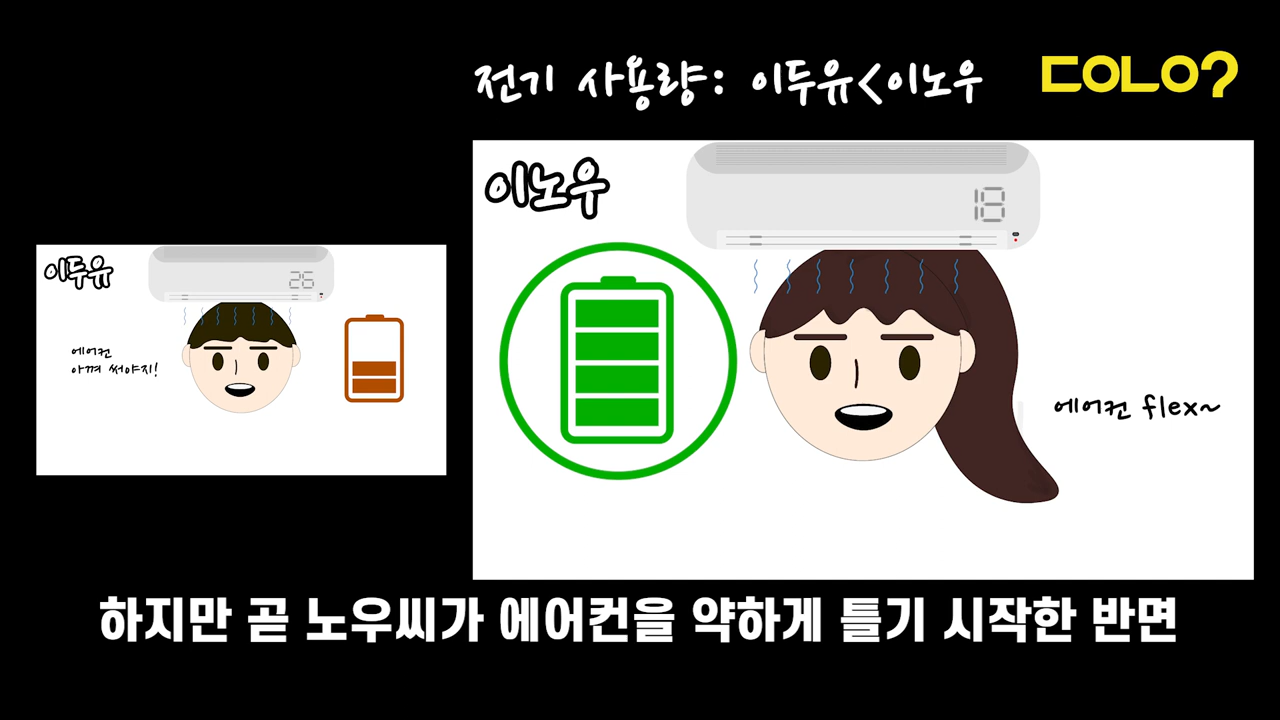 전기 사용량: 이두유<이노우
ㄷOLO?
이노우
18
이두유
26
에어컨
아껴 써야지!
에어컨 flex~
하지만 곧 노우씨가 에어컨을 약하게 틀기 시작한 반면